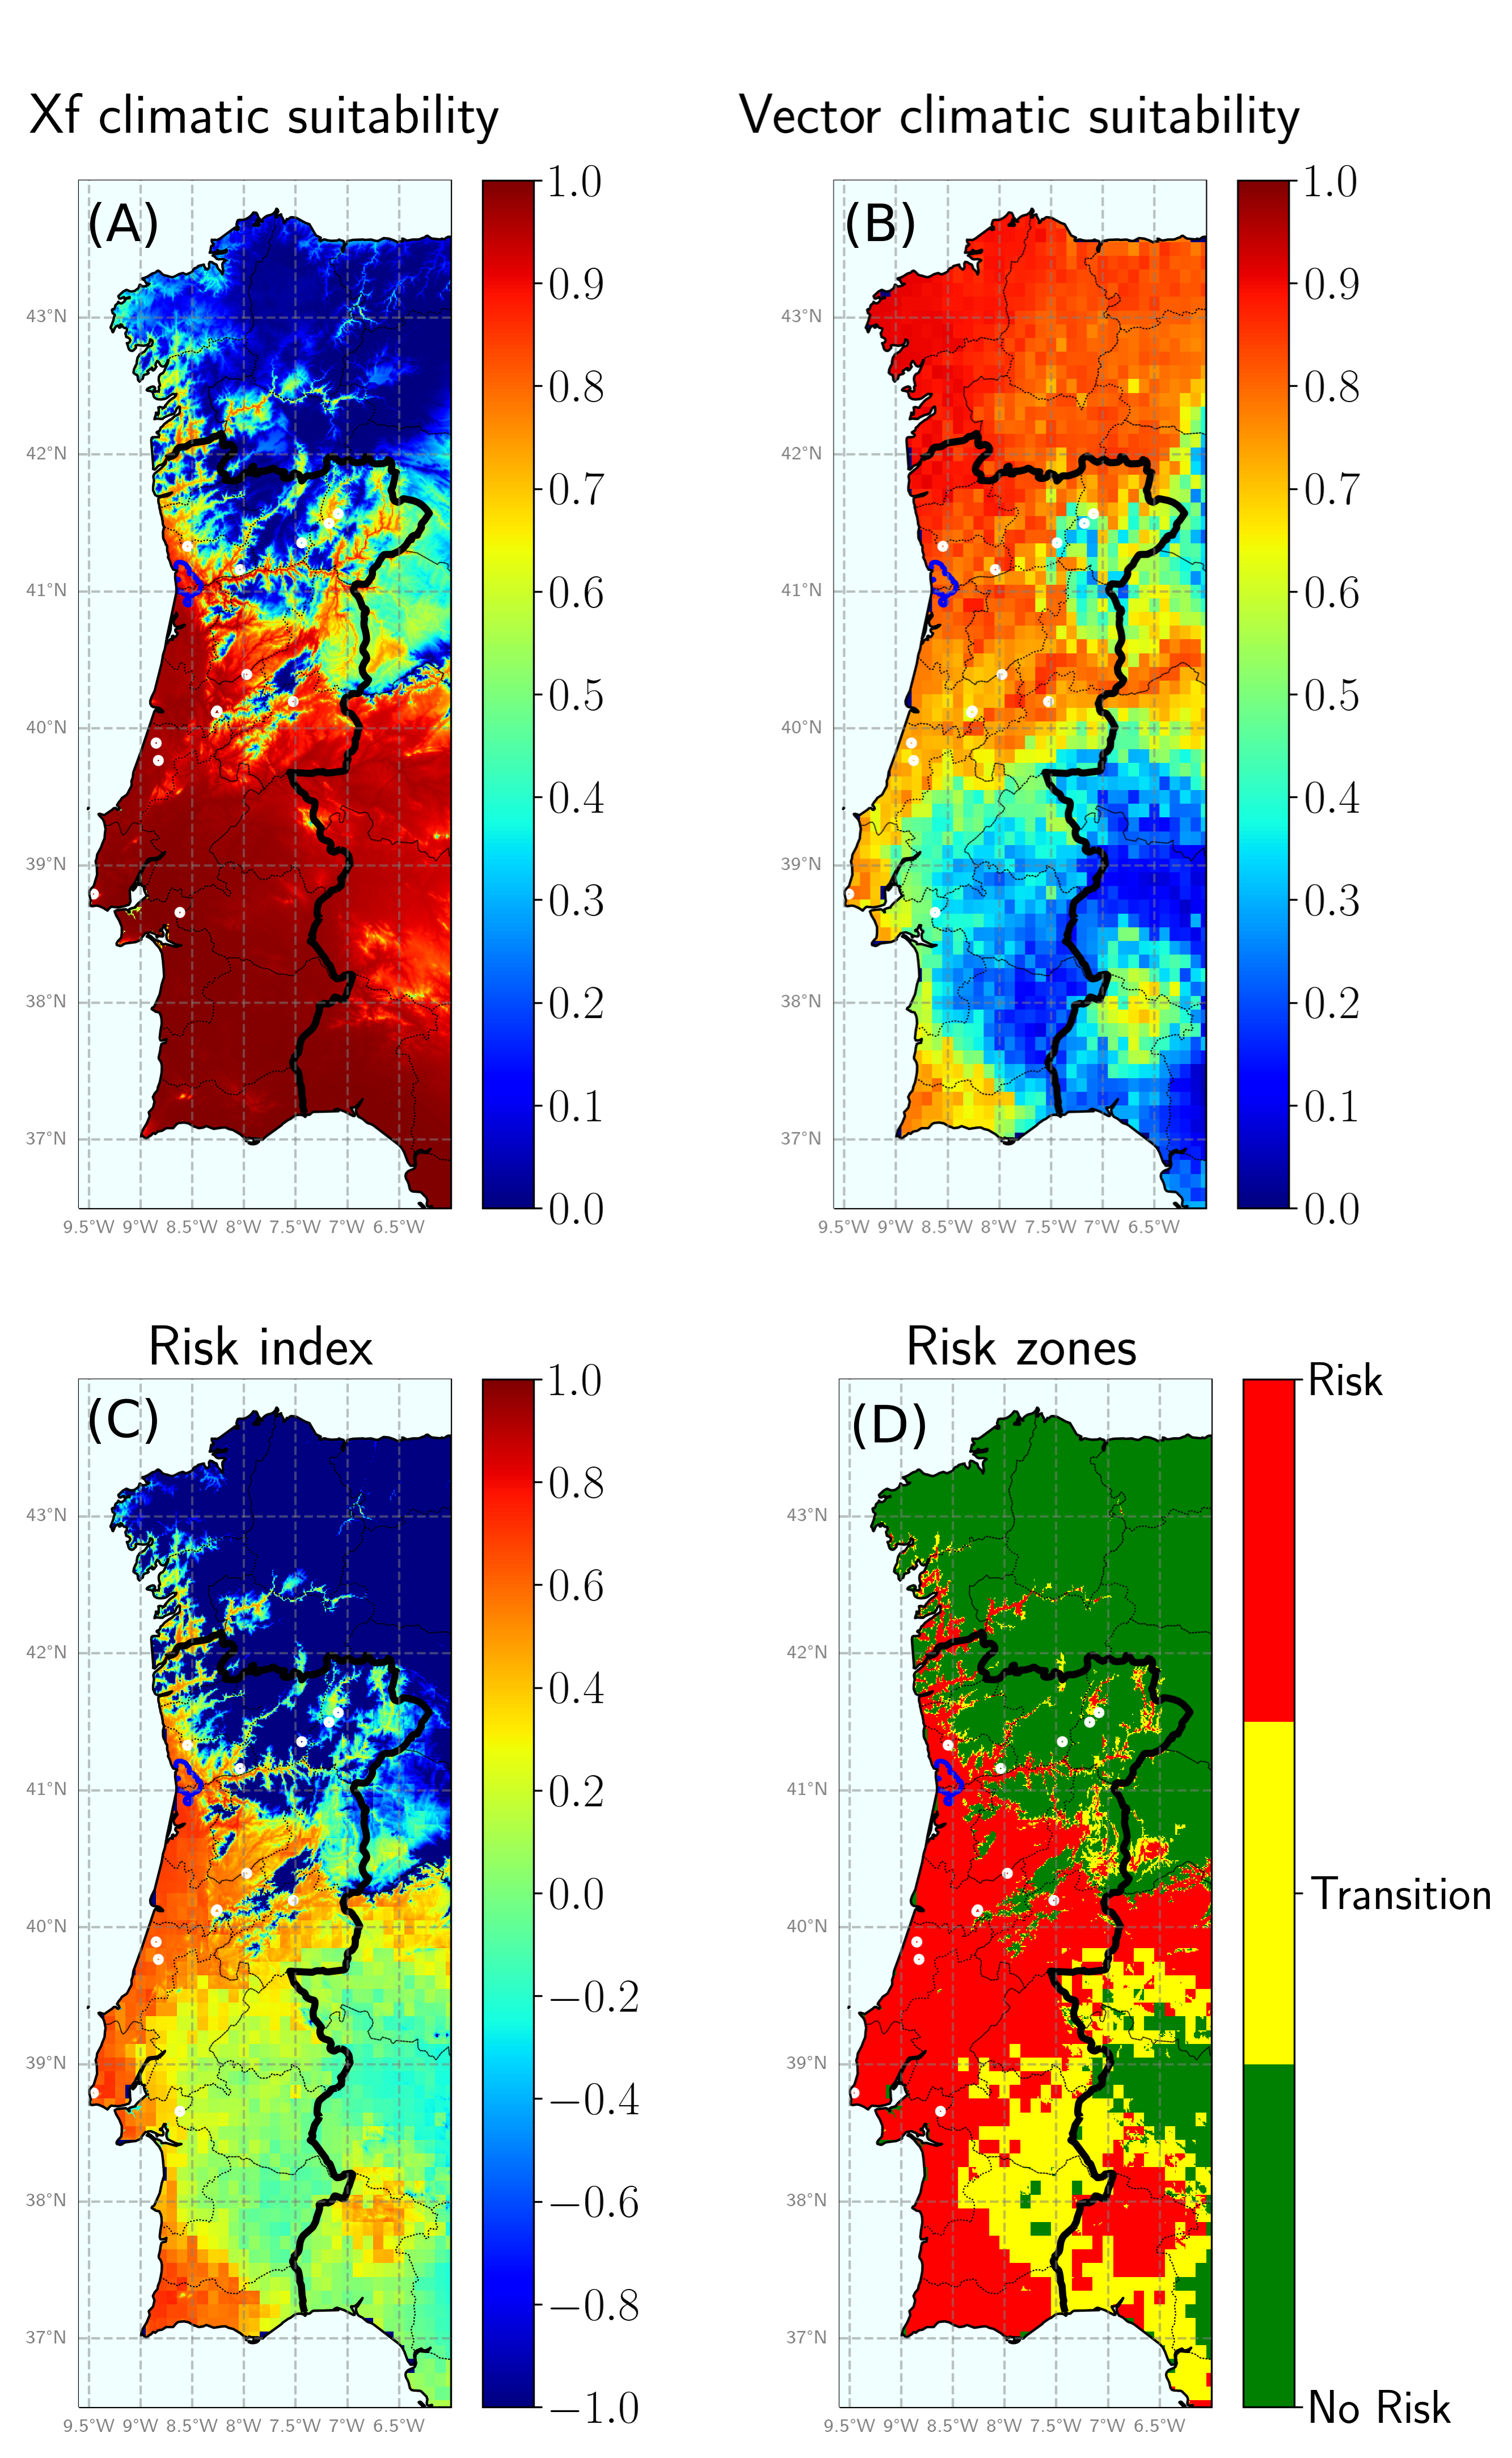 Xf climatic suitability
Vector climatic suitability
(A)
43°N
42°N
41°N
40°N
39°N
38°N
37°N
9.5°W 9°W 8.5°W 8°W 7.5°W 7°W 6.5°W
1.0
0.9
0.8
0.7
0.6
0.5
0.4
0.3
0.2
0.1
0.0
(B)
43°N
42°N
41°N
40°N
39°N
38°N
37°N
9.5°W 9°W 8.5°W 8°W 7.5°W 7°W 6.5°W
1.0
0.9
0.8
0.7
0.6
0.5
0.4
0.3
0.2
0.1
0.0
Risk index
Risk zones
(C)
43°N
42°N
41°N
40°N
39°N
38°N
37°N
9.5°W 9°W 8.5°W 8°W 7.5°W 7°W 6.5°W
1.0
0.8
0.6
0.4
0.2
0.0
−0.2
−0.4
−0.6
−0.8
−1.0
(D)
43°N
42°N
41°N
40°N
39°N
38°N
37°N
9.5°W 9°W 8.5°W 8°W 7.5°W 7°W 6.5°W
Risk
Transition
No Risk